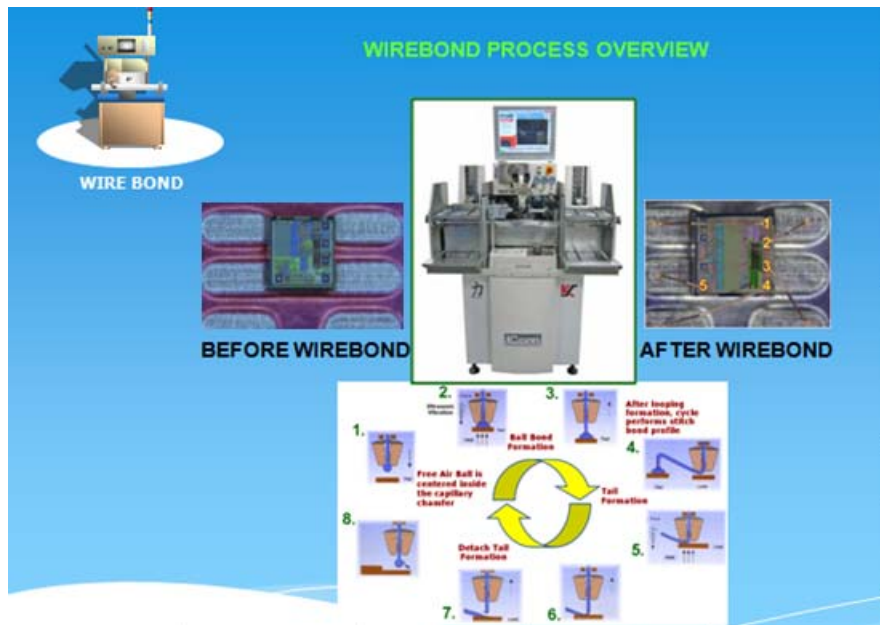 WIREBOND PROCESS OVERVIEW
WIRE BOND
1
2
3
4
5
BEFORE WIREBOND
AFTER WIREBOND
1.
Free Air Ball is
centered inside
the capillary
chamfer
2.
Ball Bond
Formation
3.
After looping
formation, cycle
performs stitch
bond profile
4.
Tail
Formation
5.
6.
7.
Detach Tail
Formation
8.